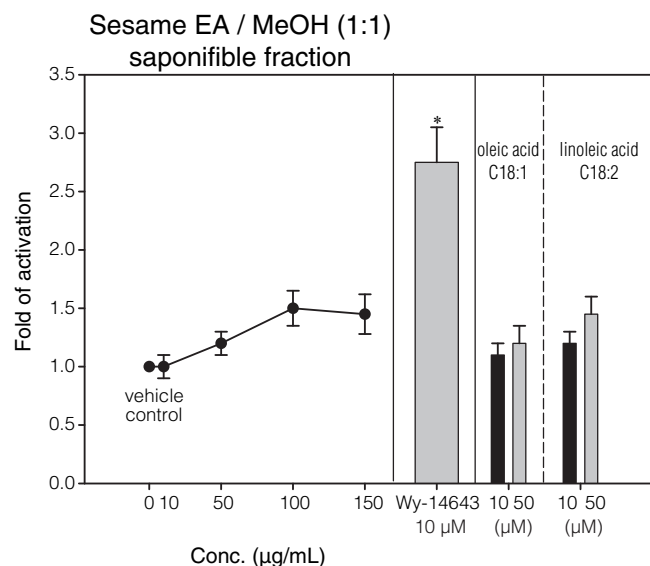 Sesame EA / MeOH (1:1)
saponifible fraction
Fold of activation
3.5
3.0
2.5
2.0
1.5
1.0
0.5
0.0
vehicle
control
*
oleic acid
C18:1
linoleic acid
C18:2
0 10 50 100 150
Wy-14643
10 µM
10 50
(µM)
10 50
(µM)
Conc. (µg/mL)